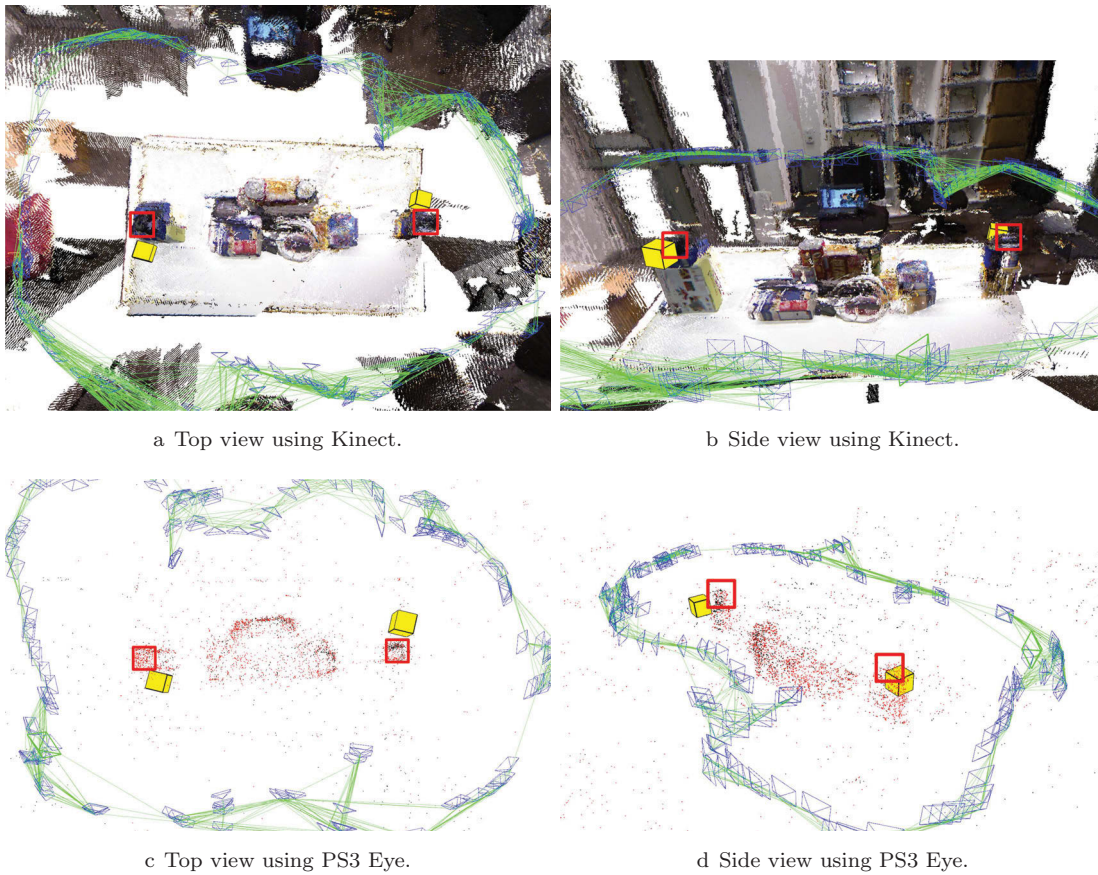 a Top view using Kinect.
b Side view using Kinect.
c Top view using PS3 Eye.
d Side view using PS3 Eye.